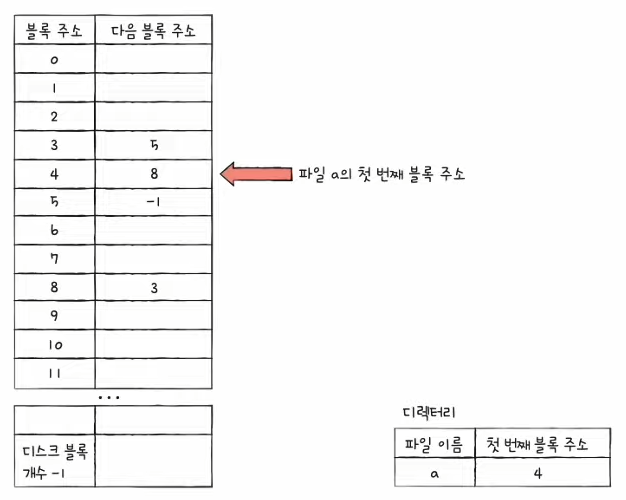 블록 주소 다음 블록 주소
0
1
2
3 5
4 8
파일 a의 첫 번째 블록 주소
5 -1
6
7
8 3
9
10
11
...
디스크 블록
개수 -1
디렉터리
파일 이름 첫 번째 블록 주소
a 4